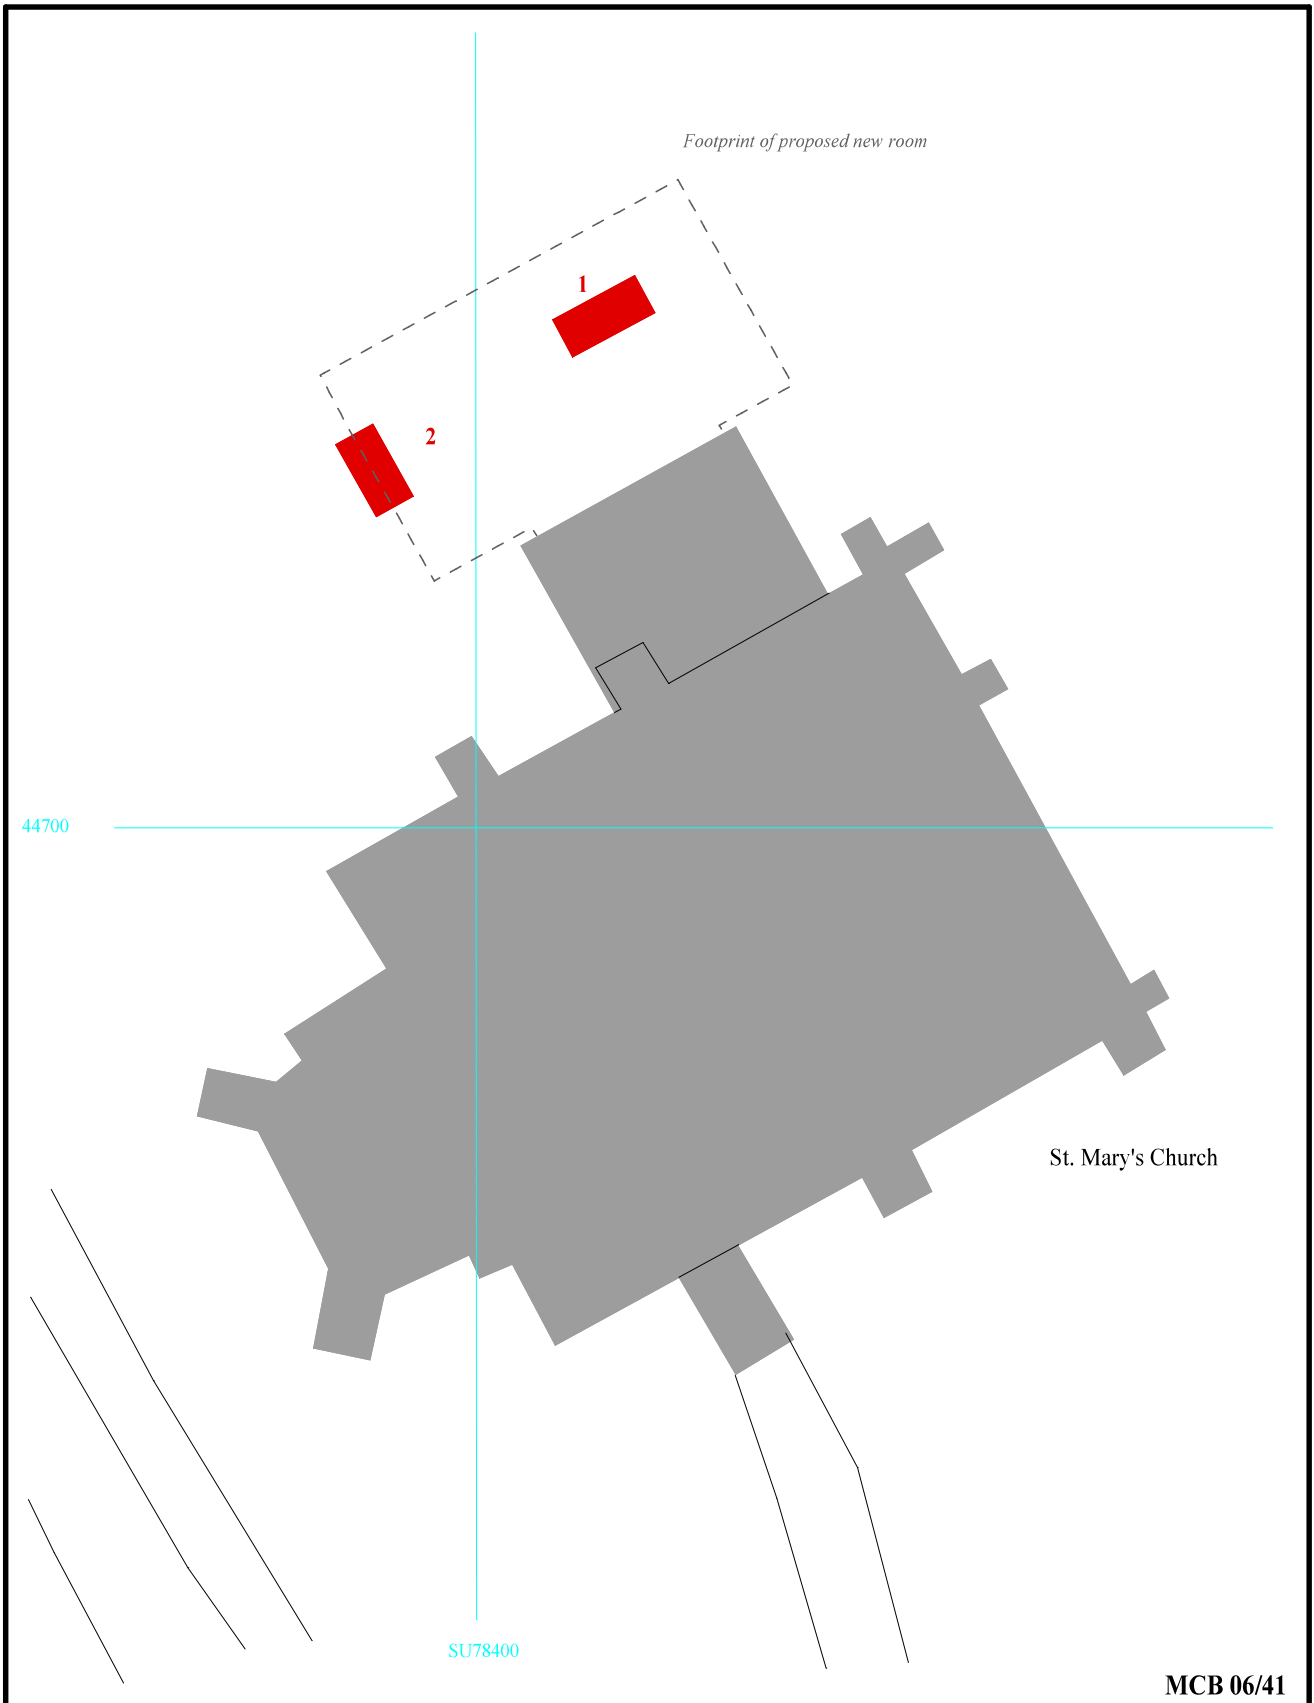 Footprint of proposed new room
1
2
44700
St. Mary's Church
SU78400
MCB 06/41